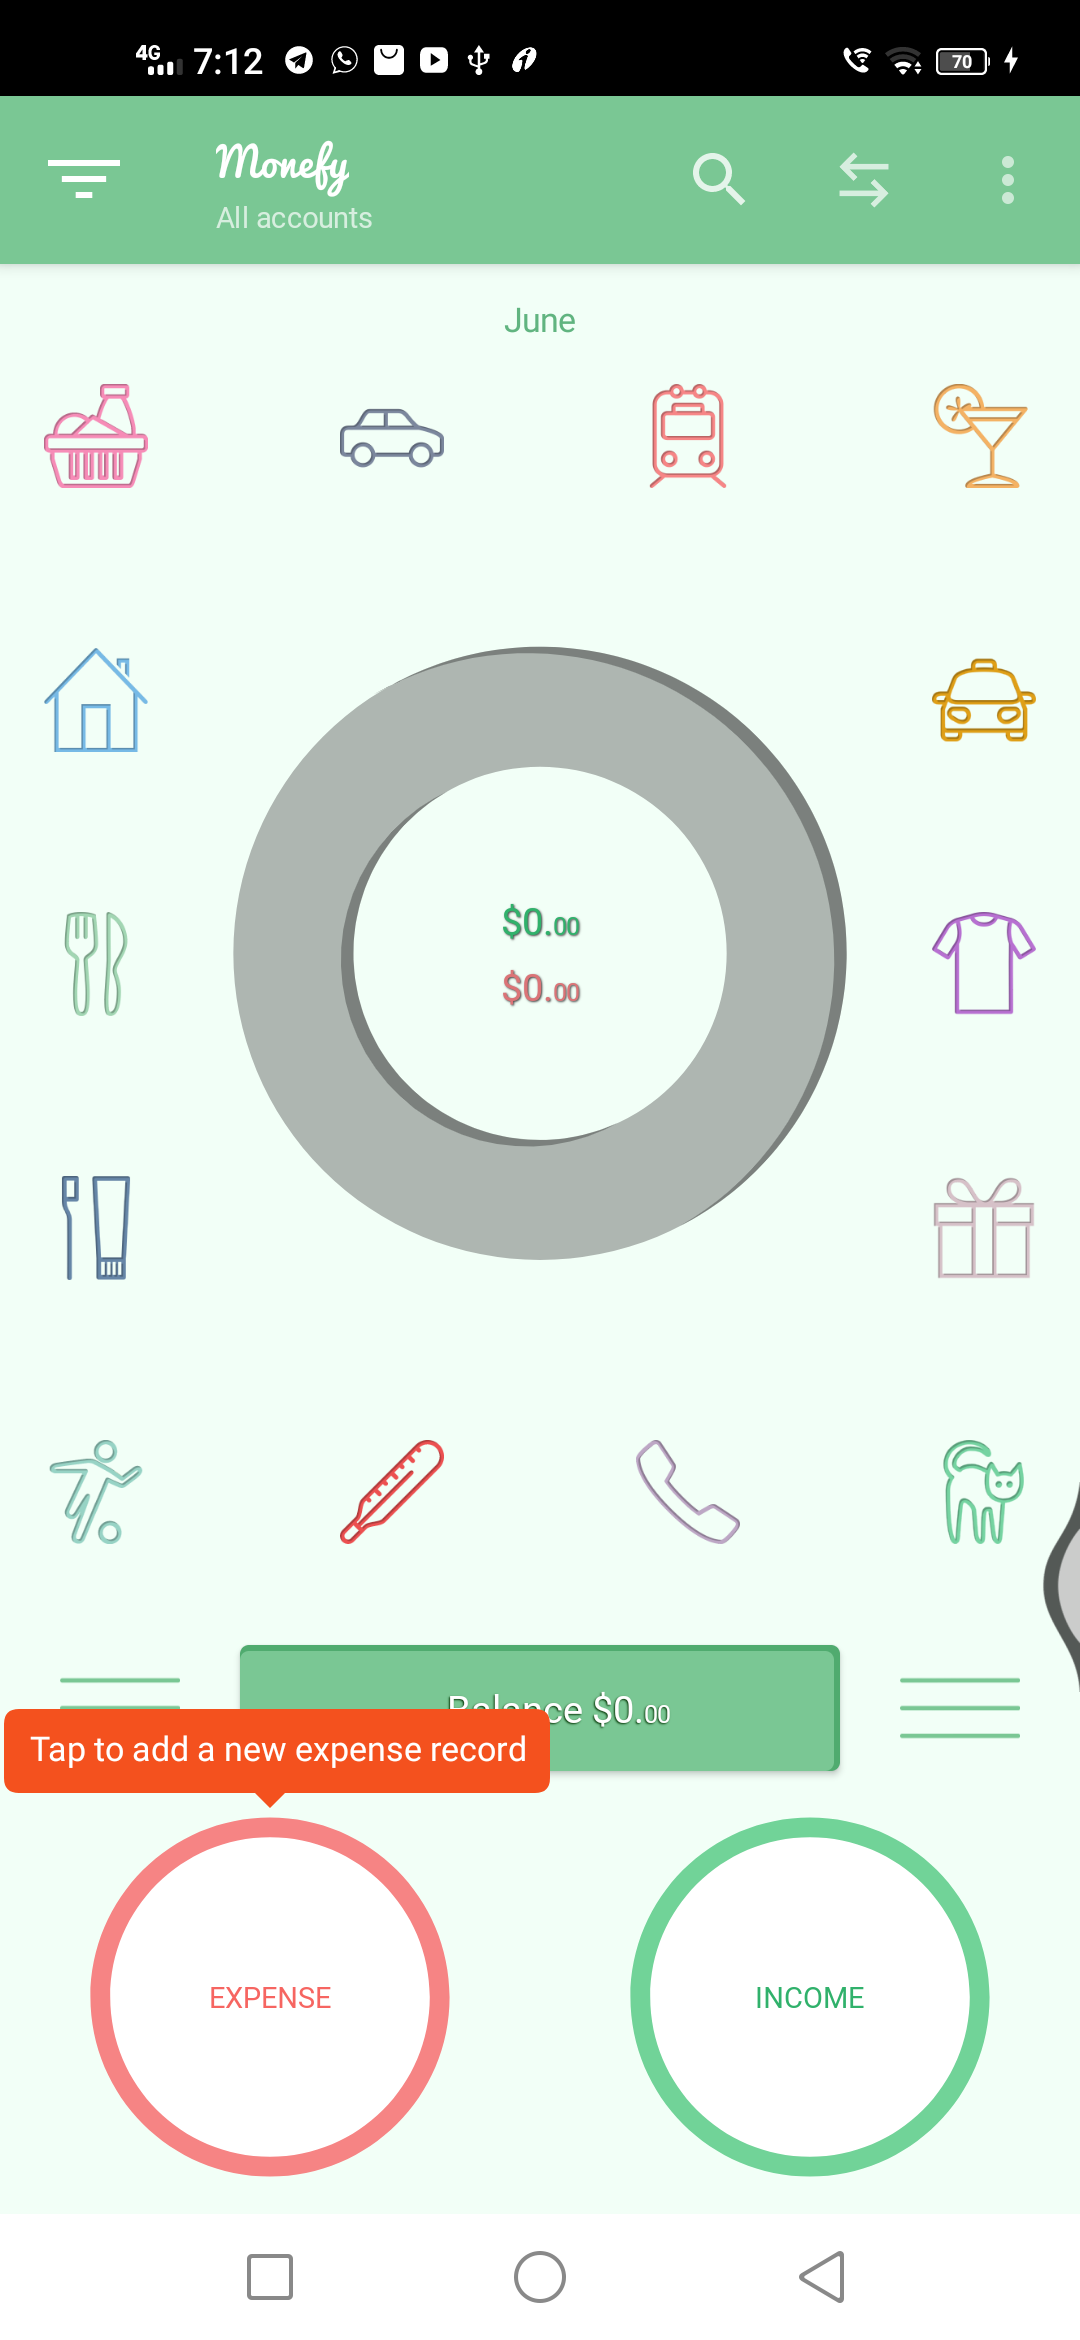 4G 7:12 70
Monefy
All accounts
June
$0.00
$0.00
Balance $0.00
Tap to add a new expense record
EXPENSE
INCOME